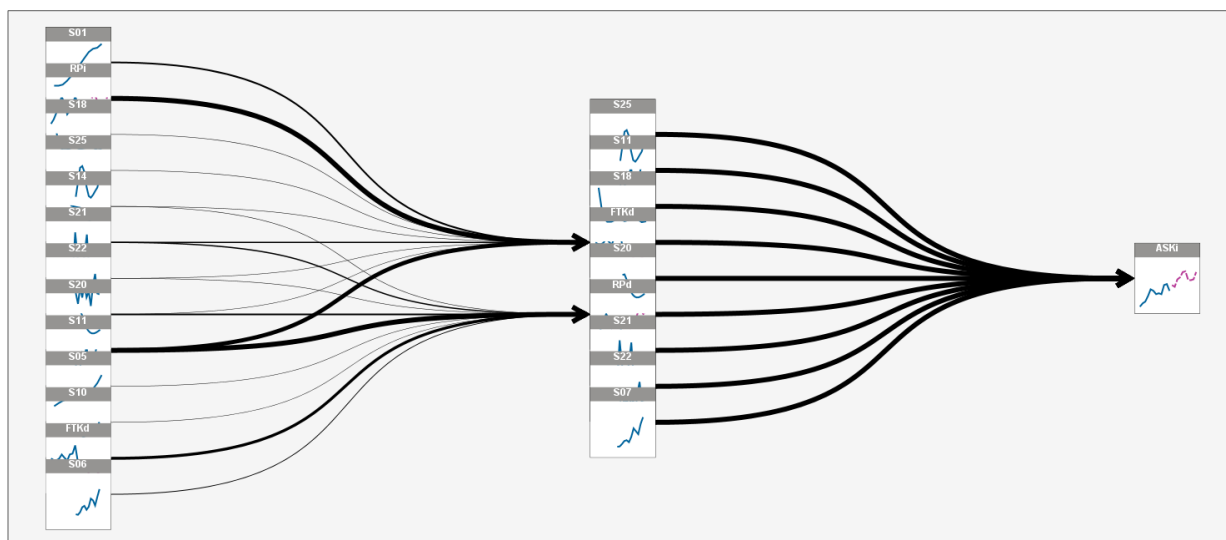 S01
RPi
S18
S25
S14
S21
S22
S20
S11
S05
S10
FTKd
S06
S25
S11
S18
FTKd
S20
RPd
S21
S22
S07
ASKi